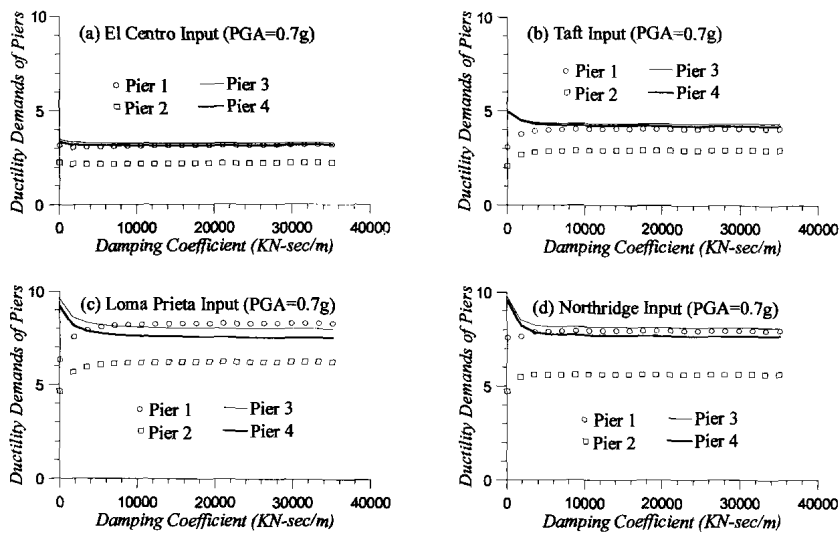 (a) El Centro Input (PGA=0.7g)
Ductility Demands of Piers
10
5
0
Pier 1 Pier 3
Pier 2 Pier 4
0 10000 20000 30000 40000
Damping Coefficient (KN-sec/m)
(b) Taft Input (PGA=0.7g)
Ductility Demands of Piers
10
5
0
Pier 1 Pier 3
Pier 2 Pier 4
0 10000 20000 30000 40000
Damping Coefficient (KN-sec/m)
(c) Loma Prieta Input (PGA=0.7g)
Ductility Demands of Piers
10
5
0
Pier 1 Pier 3
Pier 2 Pier 4
0 10000 20000 30000 40000
Damping Coefficient (KN-sec/m)
(d) Northridge Input (PGA=0.7g)
Ductility Demands of Piers
10
5
0
Pier 1 Pier 3
Pier 2 Pier 4
0 10000 20000 30000 40000
Damping Coefficient (KN-sec/m)